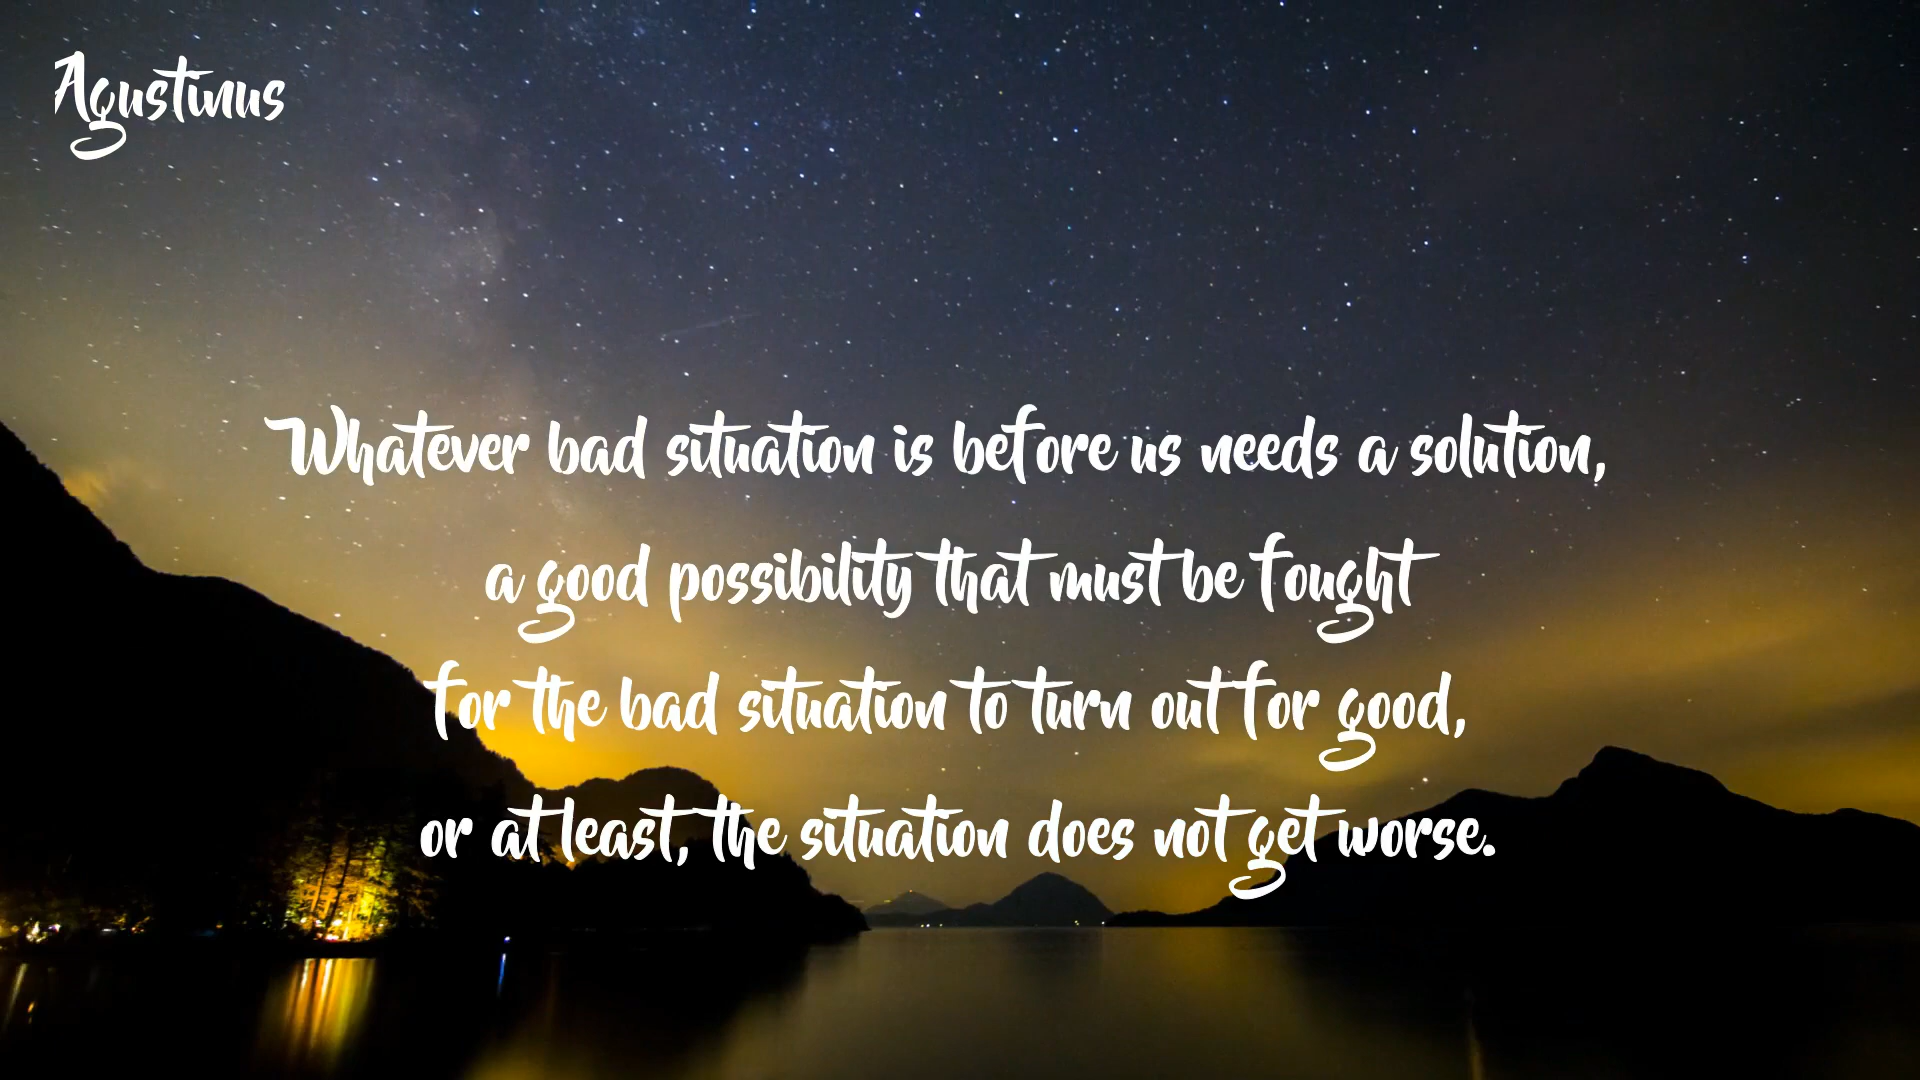 Agustinus
Whatever bad situation is before us needs a solution,
a good possibility that must be fought
for the bad situation to turn out for good,
or at least, the situation does not get worse.